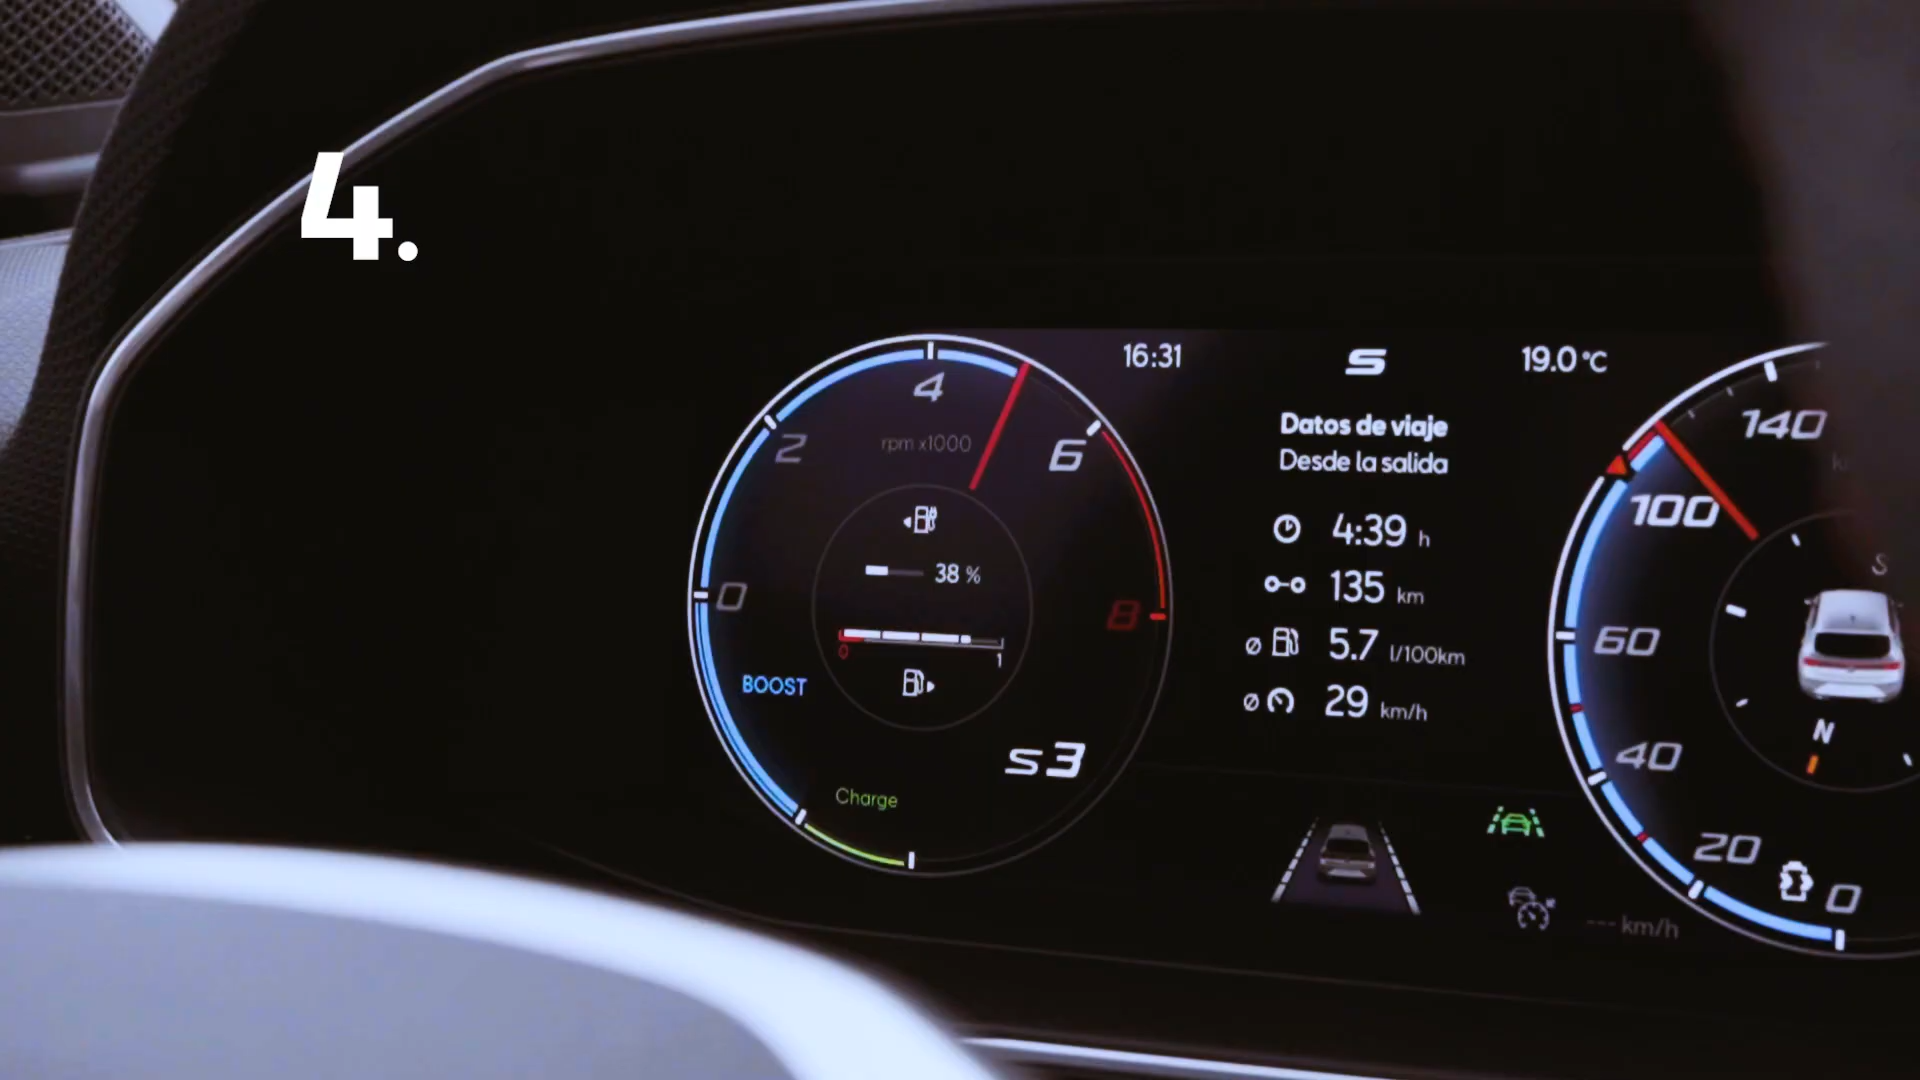 4.
16:31
19.0 °C
Datos de viaje
Desde la salida
4:39 h
135 km
ø 5.7 l/100km
ø 29 km/h
0
2
4
6
8
rpm x1000
38 %
0
1
BOOST
Charge
S3
140
100
60
40
20
0
S
N
--- km/h